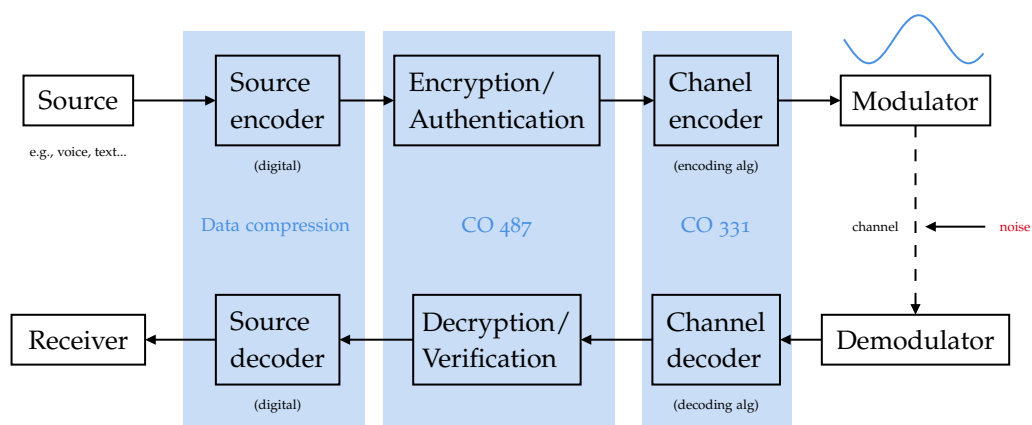 Source
e.g., voice, text...
Source
encoder
(digital)
Encryption/
Authentication
Chanel
encoder
(encoding alg)
Modulator
Data compression
CO 487
CO 331
channel
noise
Receiver
Source
decoder
(digital)
Decryption/
Verification
Channel
decoder
(decoding alg)
Demodulator